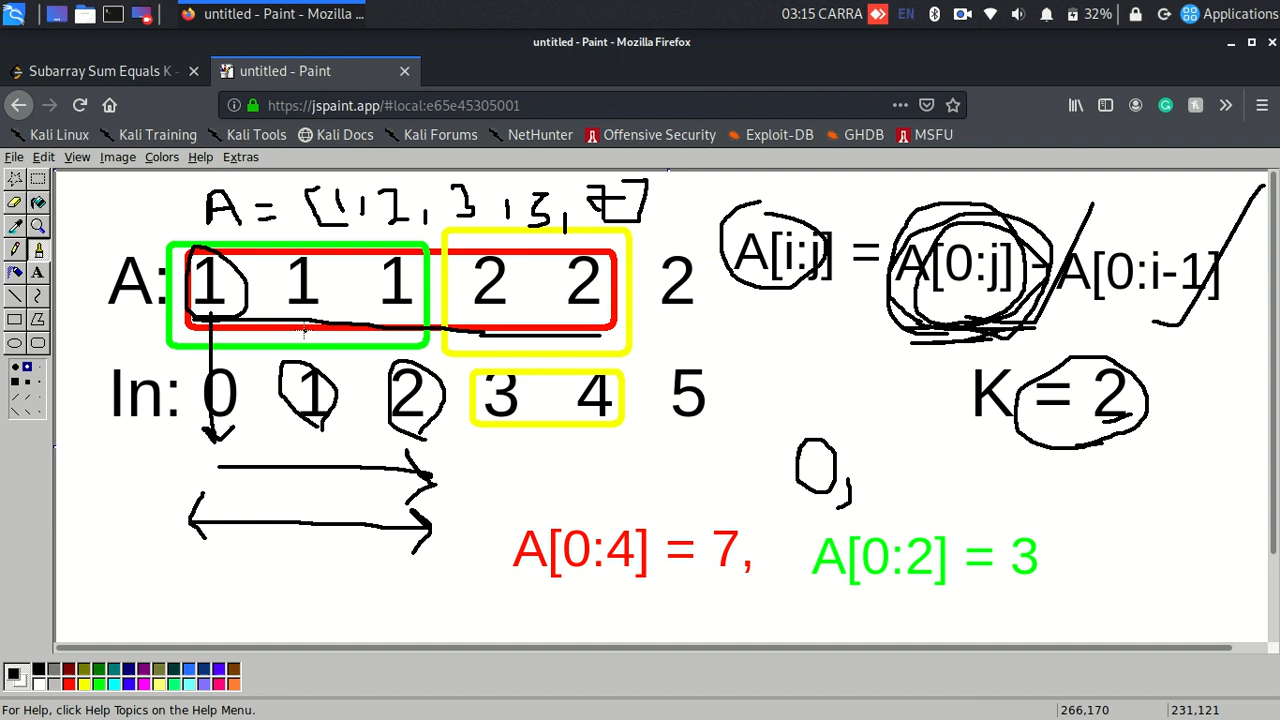 untitled - Paint - Mozilla ...
03:15 CARRA
EN
32%
Applications
untitled - Paint - Mozilla Firefox
Subarray Sum Equals K -
untitled - Paint
https://jspaint.app/#local:e65e45305001
Kali Linux
Kali Training
Kali Tools
Kali Docs
Kali Forums
NetHunter
Offensive Security
Exploit-DB
GHDB
MSFU
File Edit View Image Colors Help Extras
A = [1, 2, 3, 3, 7]
A: 1 1 1 2 2 2
A[i:j] = A[0:j] - A[0:i-1]
In: 0 1 2 3 4 5
K = 2
0,
A[0:4] = 7,
A[0:2] = 3
For Help, click Help Topics on the Help Menu.
266,170
231,121